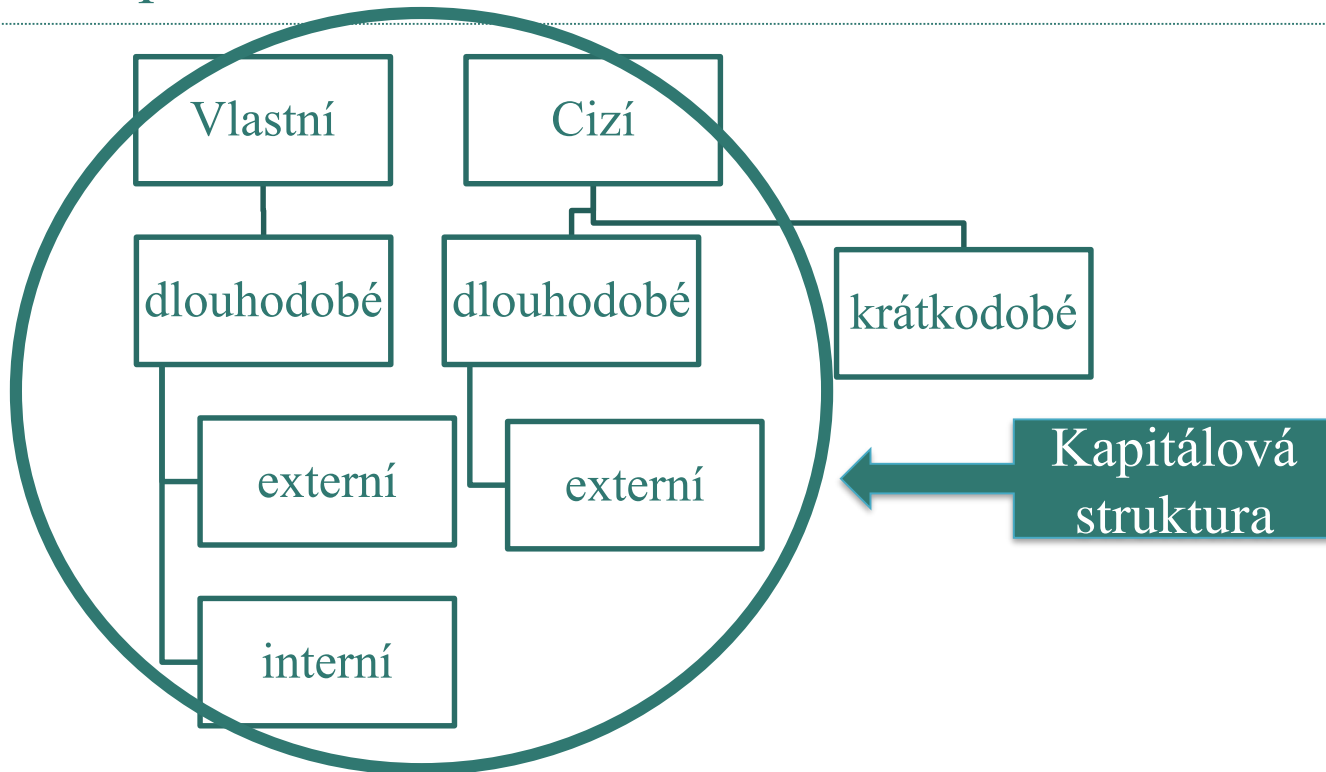 Vlastní
Cizí
dlouhodobé
dlouhodobé
krátkodobé
externí
externí
Kapitálová
struktura
interní